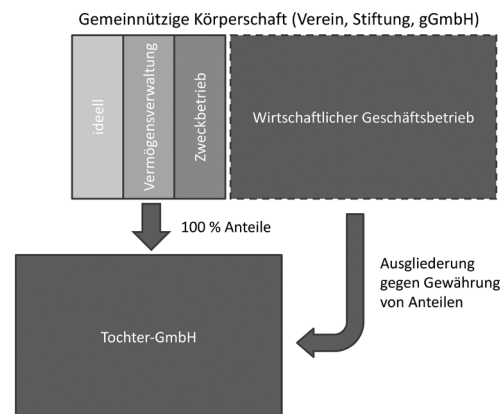 Gemeinnützige Körperschaft (Verein, Stiftung, gGmbH)
ideell
Vermögensverwaltung
Zweckbetrieb
Wirtschaftlicher Geschäftsbetrieb
100 % Anteile
Ausgliederung
gegen Gewährung
von Anteilen
Tochter-GmbH